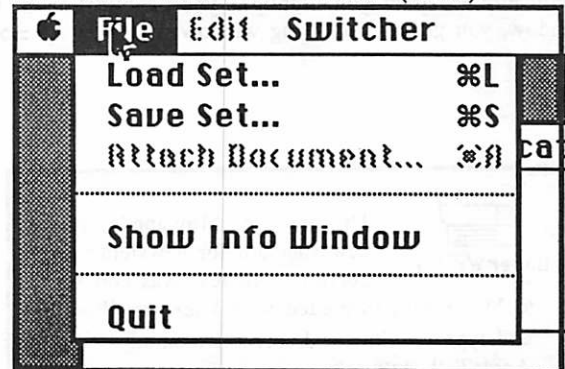 File Edit Switcher
Load Set... ⌘L
Save Set... ⌘S
Attach Document... ⌘A
Show Info Window
Quit